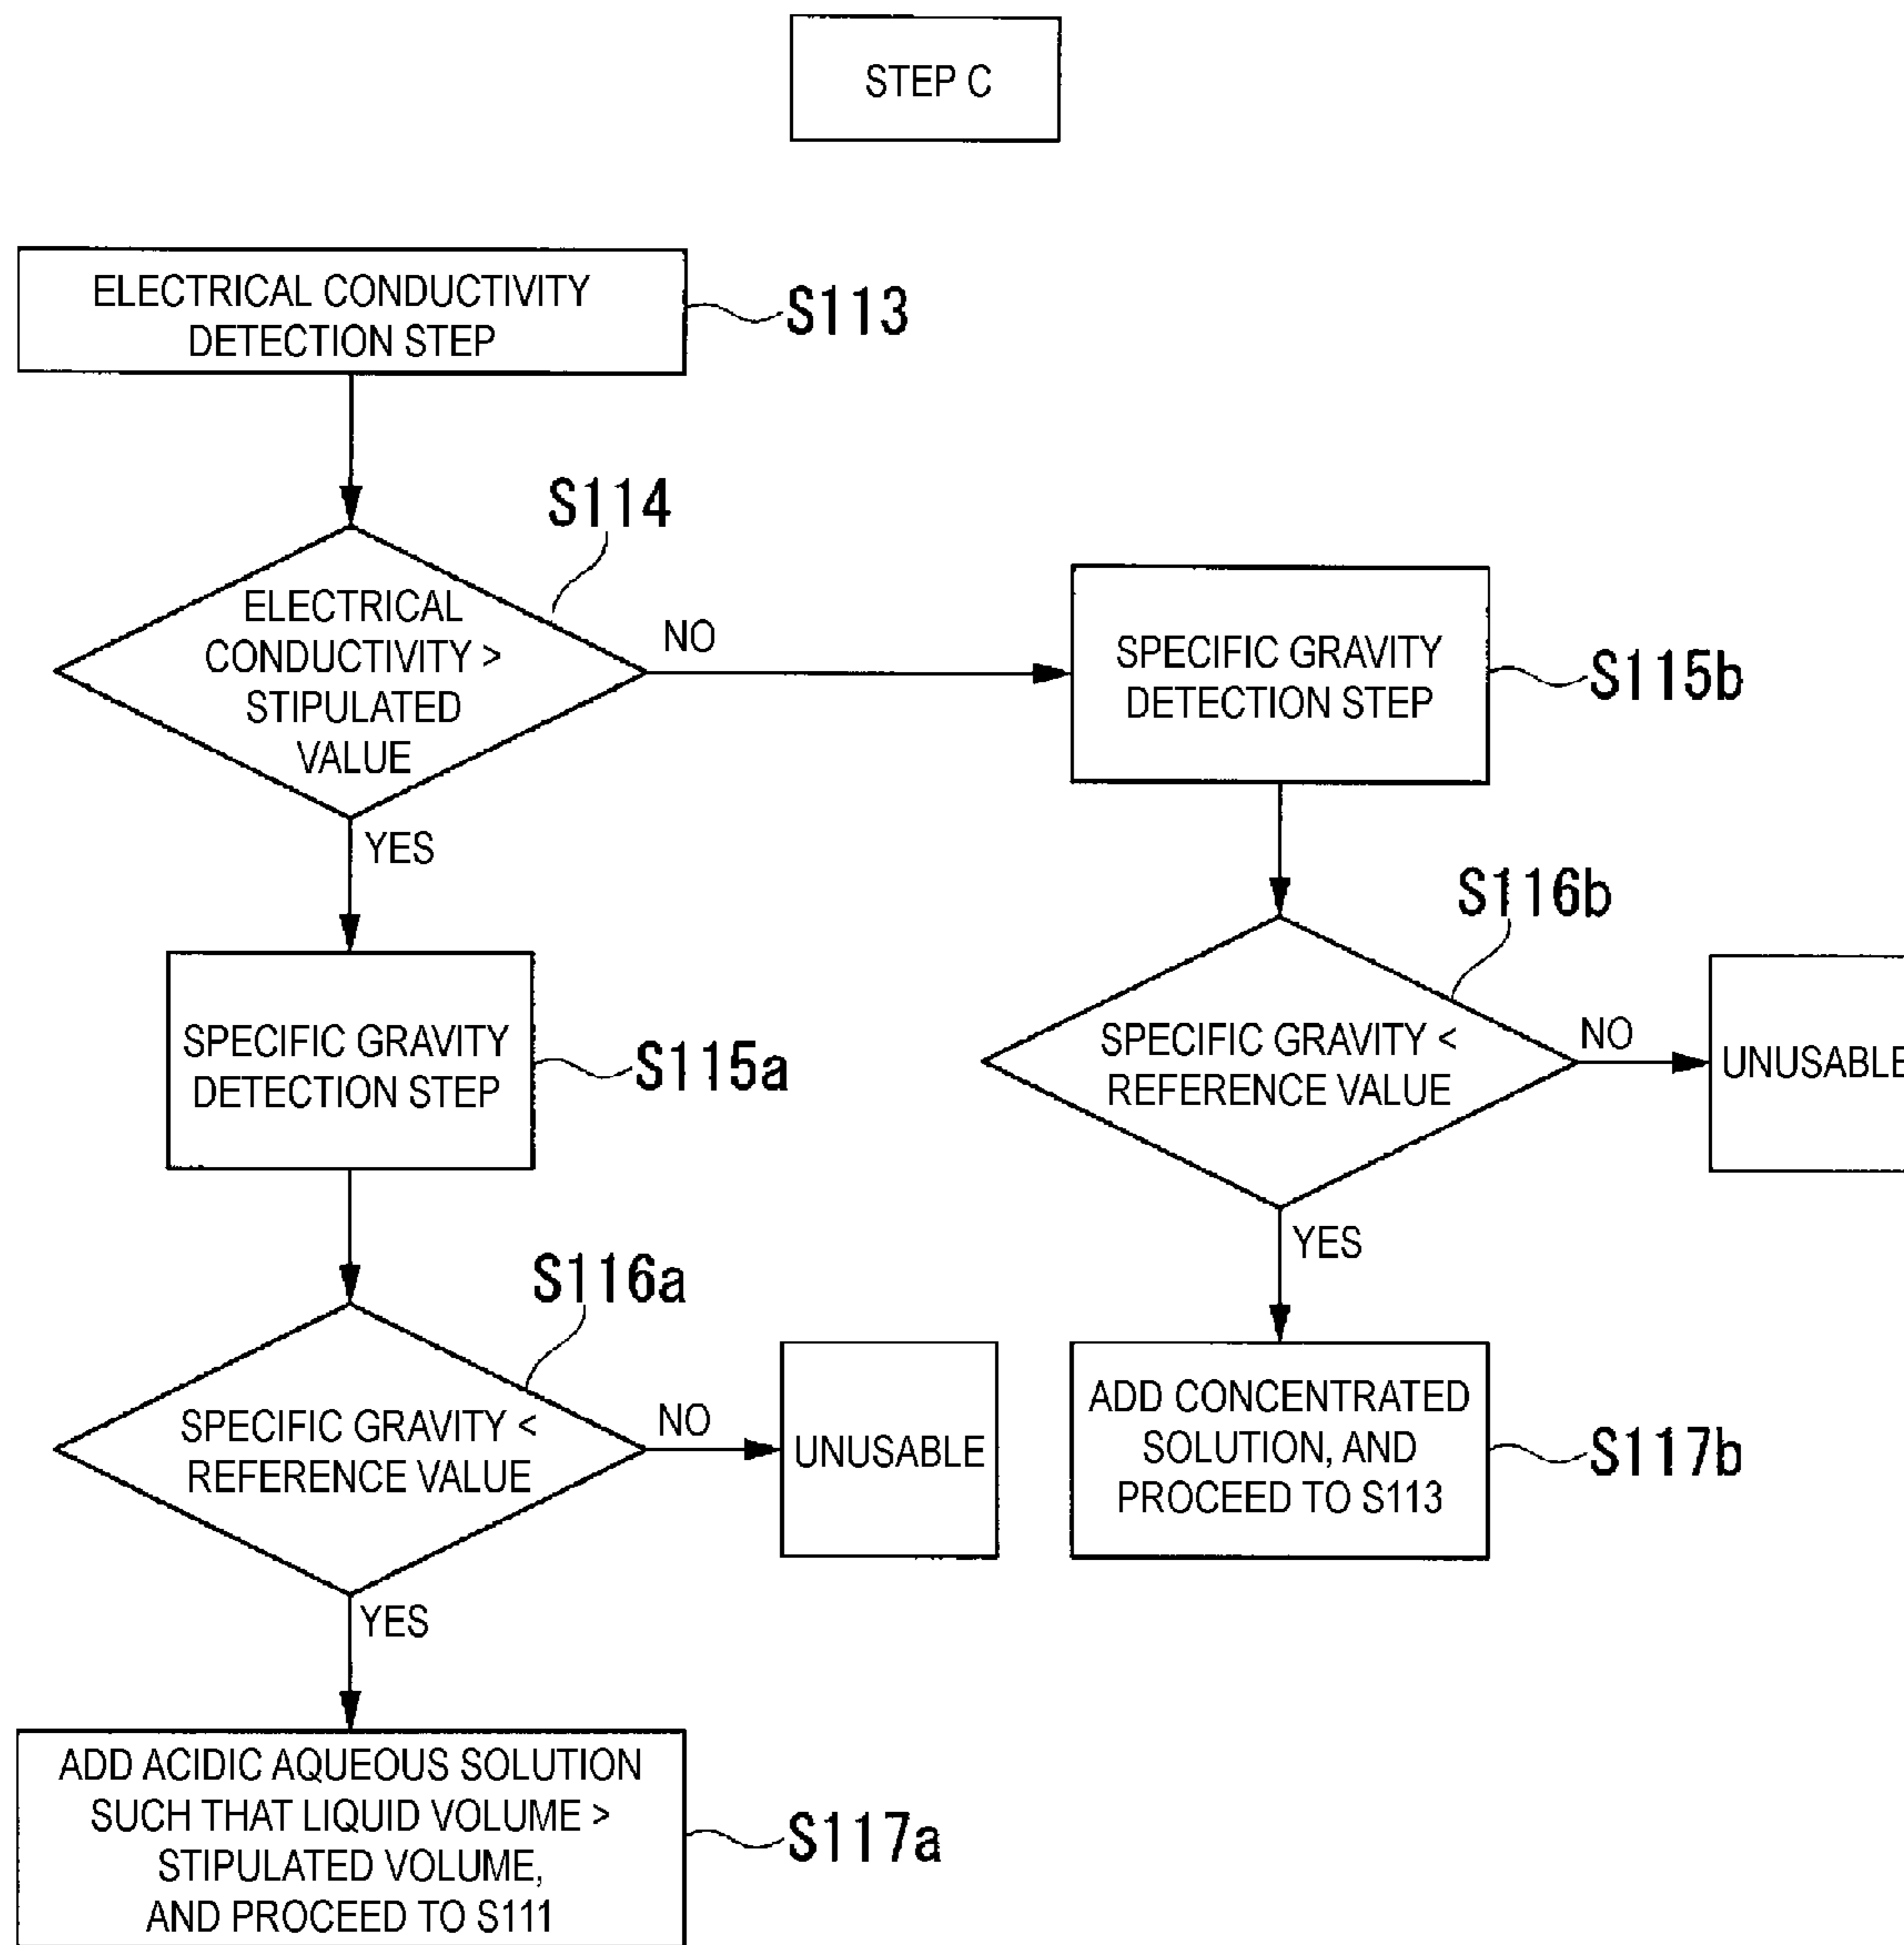 STEP C
ELECTRICAL CONDUCTIVITY
DETECTION STEP
S113
S114
ELECTRICAL
CONDUCTIVITY >
STIPULATED
VALUE
NO
YES
SPECIFIC GRAVITY
DETECTION STEP
S115b
S116b
SPECIFIC GRAVITY <
REFERENCE VALUE
NO
UNUSABLE
YES
ADD CONCENTRATED
SOLUTION, AND
PROCEED TO S113
S117b
SPECIFIC GRAVITY
DETECTION STEP
S115a
S116a
SPECIFIC GRAVITY <
REFERENCE VALUE
NO
UNUSABLE
YES
ADD ACIDIC AQUEOUS SOLUTION
SUCH THAT LIQUID VOLUME >
STIPULATED VOLUME,
AND PROCEED TO S111
S117a